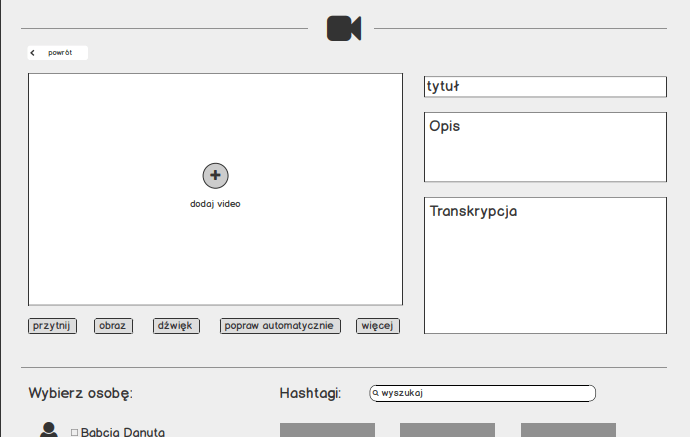 powrót
tytuł
Opis
dodaj video
Transkrypcja
przytnij obraz dźwięk popraw automatycznie więcej
Wybierz osobę: Hashtagi: wyszukaj
Babcia Danuta